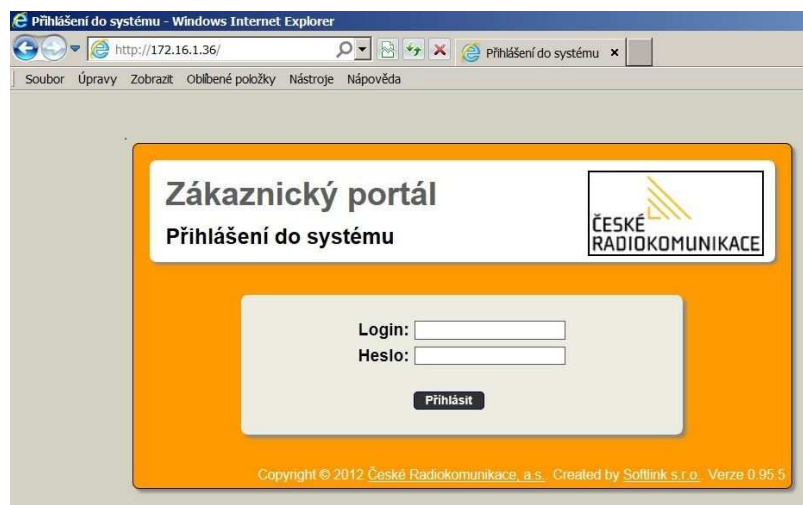 Přihlášení do systému - Windows Internet Explorer
http://172.16.1.36/ Přihlášení do systému ×
Soubor Úpravy Zobrazit Oblíbené položky Nástroje Nápověda
Zákaznický portál
Přihlášení do systému
ČESKÉ
RADIOKOMUNIKACE
Login:
Heslo:
Přihlásit
Copyright © 2012 České Radiokomunikace, a.s. Created by Softlink s.r.o. Verze 0.95.5